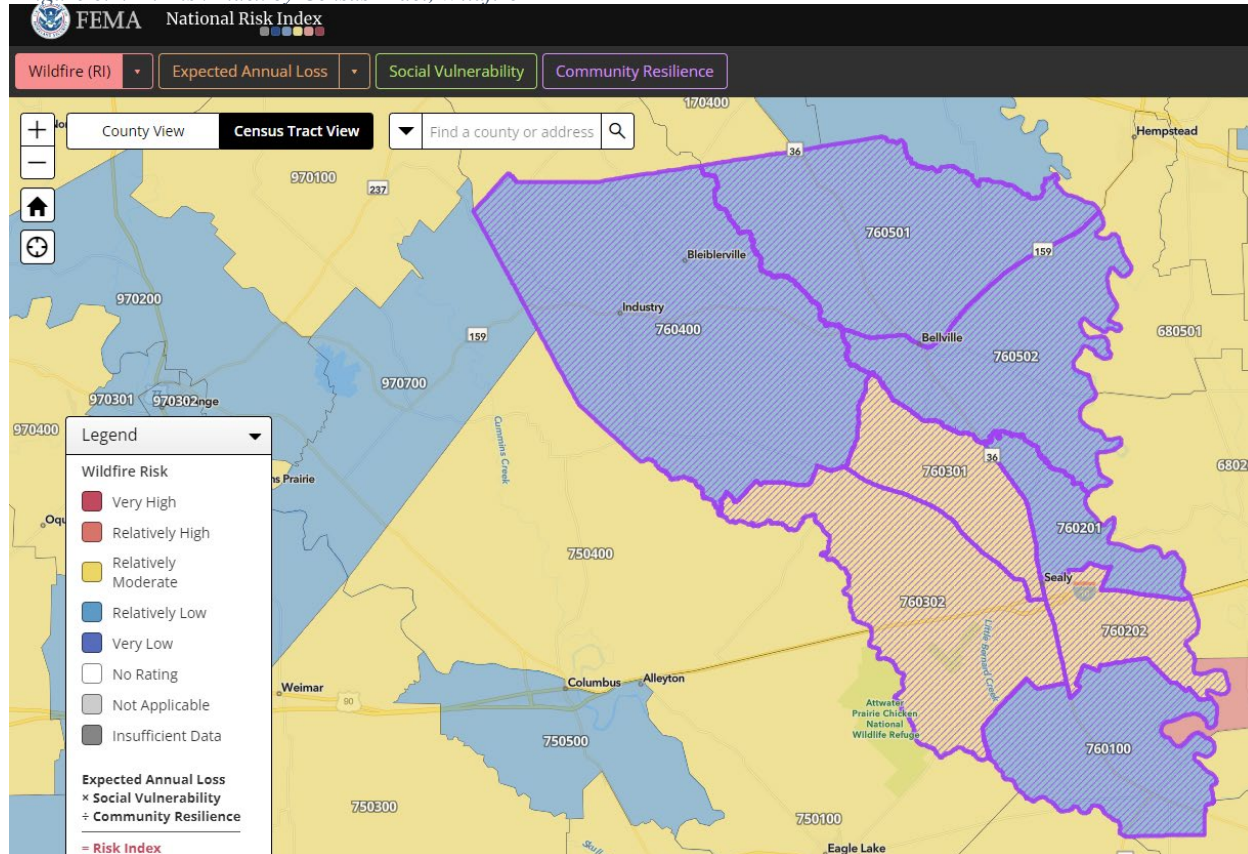 FEMA National Risk Index
Wildfire (RI)
Expected Annual Loss
Social Vulnerability
Community Resilience
County View
Census Tract View
Find a county or address
170400
Hempstead
36
970100
237
760501
159
Bleiblerville
970200
Industry
760400
159
Bellville
680501
760502
970700
970301
970302
970400
Legend
Wildfire Risk
Very High
Relatively High
Relatively
Moderate
Relatively Low
Very Low
No Rating
Not Applicable
Insufficient Data
Expected Annual Loss
× Social Vulnerability
÷ Community Resilience
= Risk Index
Cummins Creek
36
760301
6802
Prairie
760201
750400
Sealy
760302
760202
Little Bernard Creek
Columbus
Alleyton
Weimar
90
Attwater
Prairie Chicken
National
Wildlife Refuge
750500
760100
750300
750100
Eagle Lake